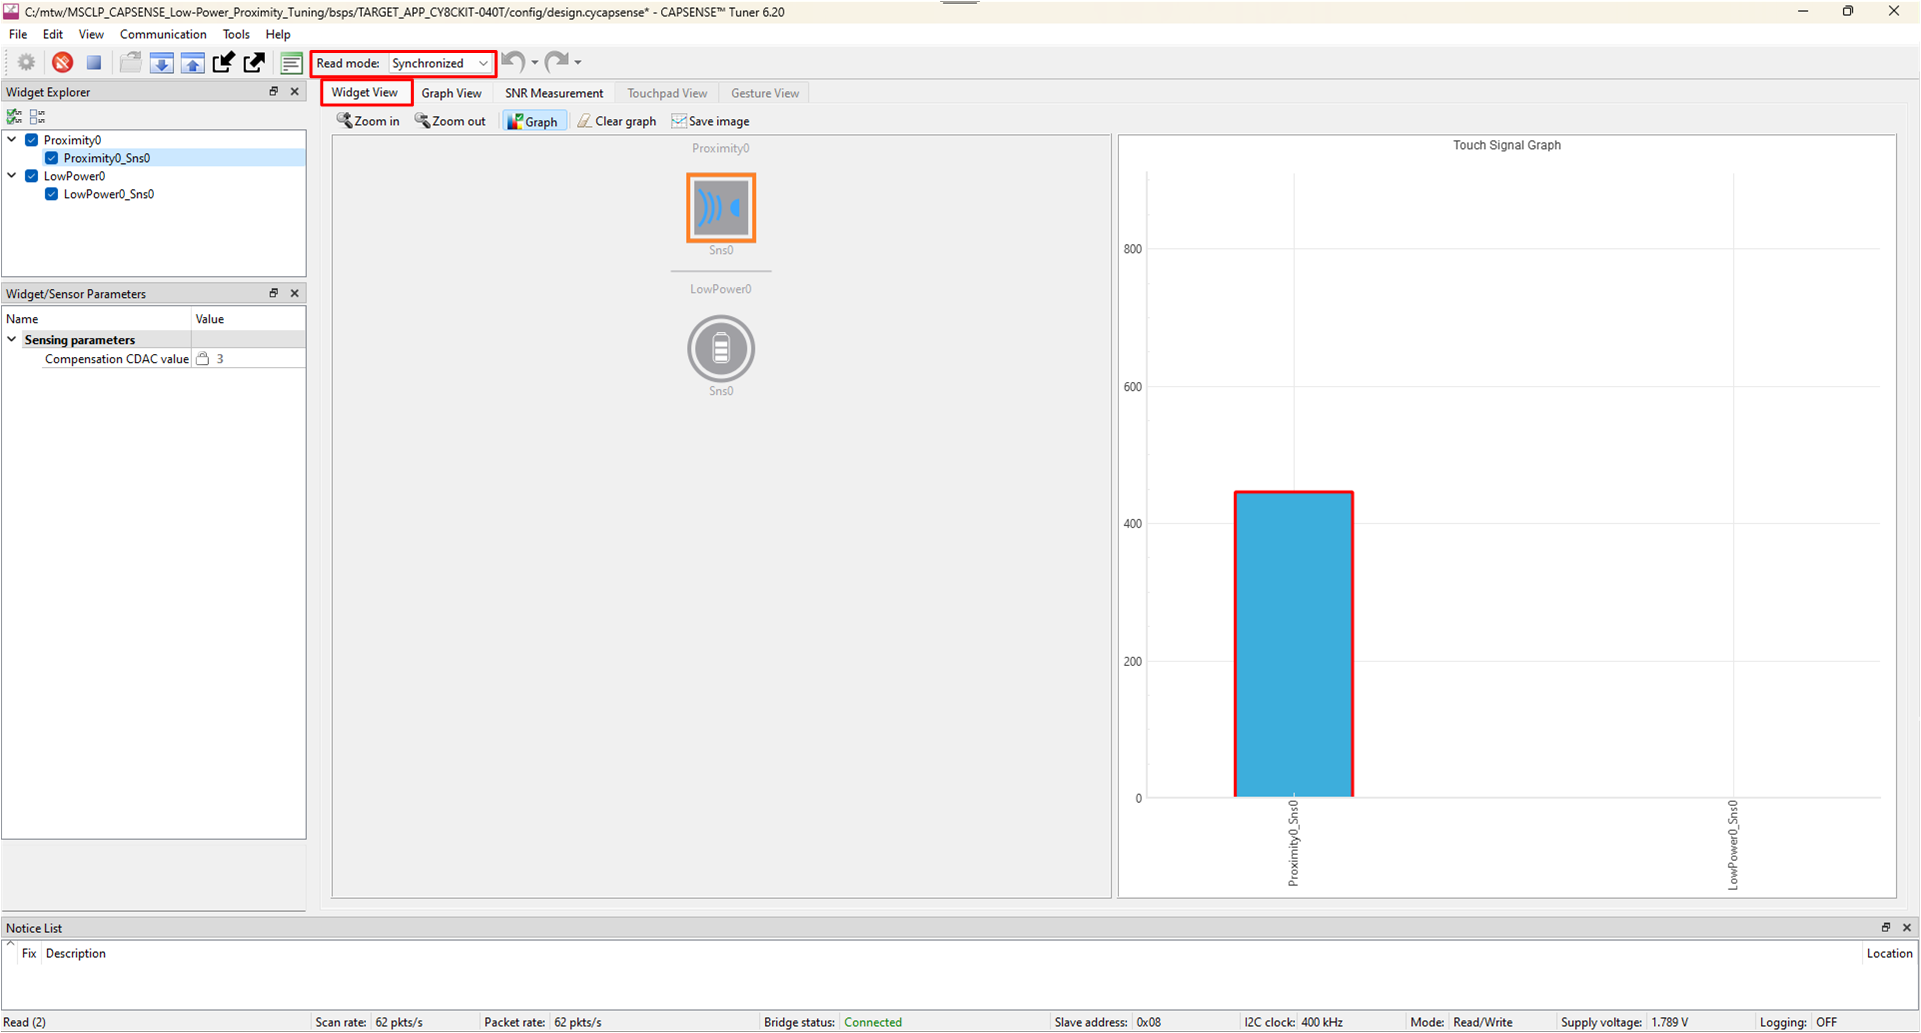 C:/mtw/MSCLP_CAPSENSE_Low-Power_Proximity_Tuning/bsps/TARGET_APP_CY8CKIT-040T/config/design.cycapsense* - CAPSENSE™ Tuner 6.20
File Edit View Communication Tools Help
Read mode: Synchronized
Widget Explorer
Proximity0
Proximity0_Sns0
LowPower0
LowPower0_Sns0
Widget/Sensor Parameters
Name Value
Sensing parameters
Compensation CDAC value 3
Widget View Graph View SNR Measurement Touchpad View Gesture View
Zoom in Zoom out Graph Clear graph Save image
Proximity0
Sns0
LowPower0
Sns0
Touch Signal Graph
800
600
400
200
0
Proximity0_Sns0
LowPower0_Sns0
Notice List
Fix Description Location
Read (2) Scan rate: 62 pkts/s Packet rate: 62 pkts/s Bridge status: Connected Slave address: 0x08 I2C clock: 400 kHz Mode: Read/Write Supply voltage: 1.789 V Logging: OFF